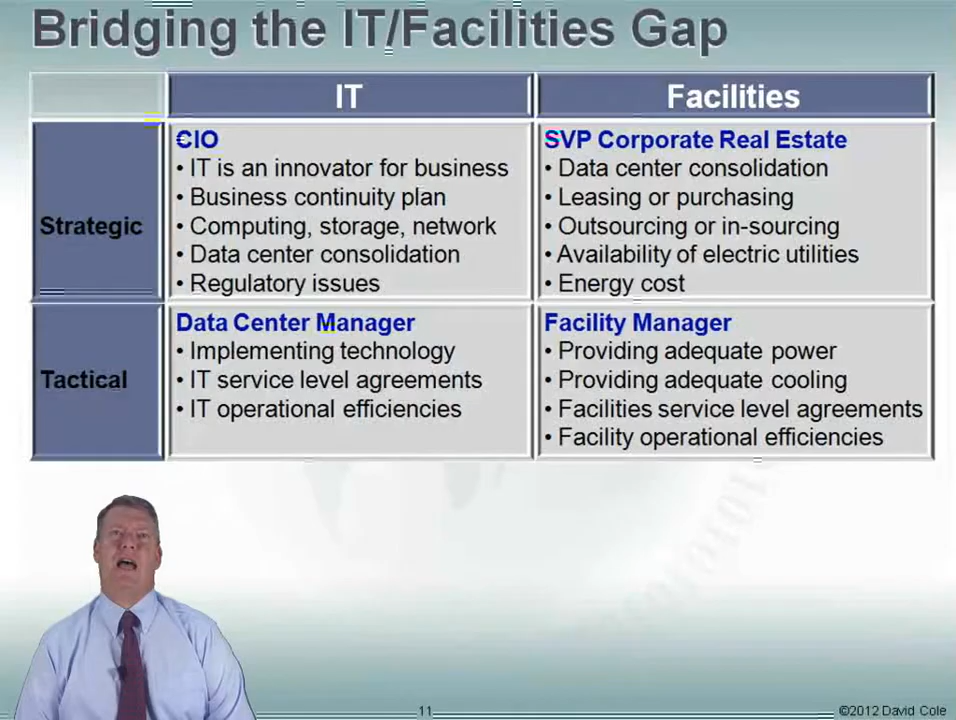 Bridging the IT/Facilities Gap
IT
Facilities
Strategic
CIO
• IT is an innovator for business
• Business continuity plan
• Computing, storage, network
• Data center consolidation
• Regulatory issues
SVP Corporate Real Estate
• Data center consolidation
• Leasing or purchasing
• Outsourcing or in-sourcing
• Availability of electric utilities
• Energy cost
Tactical
Data Center Manager
• Implementing technology
• IT service level agreements
• IT operational efficiencies
Facility Manager
• Providing adequate power
• Providing adequate cooling
• Facilities service level agreements
• Facility operational efficiencies
11
©2012 David Cole